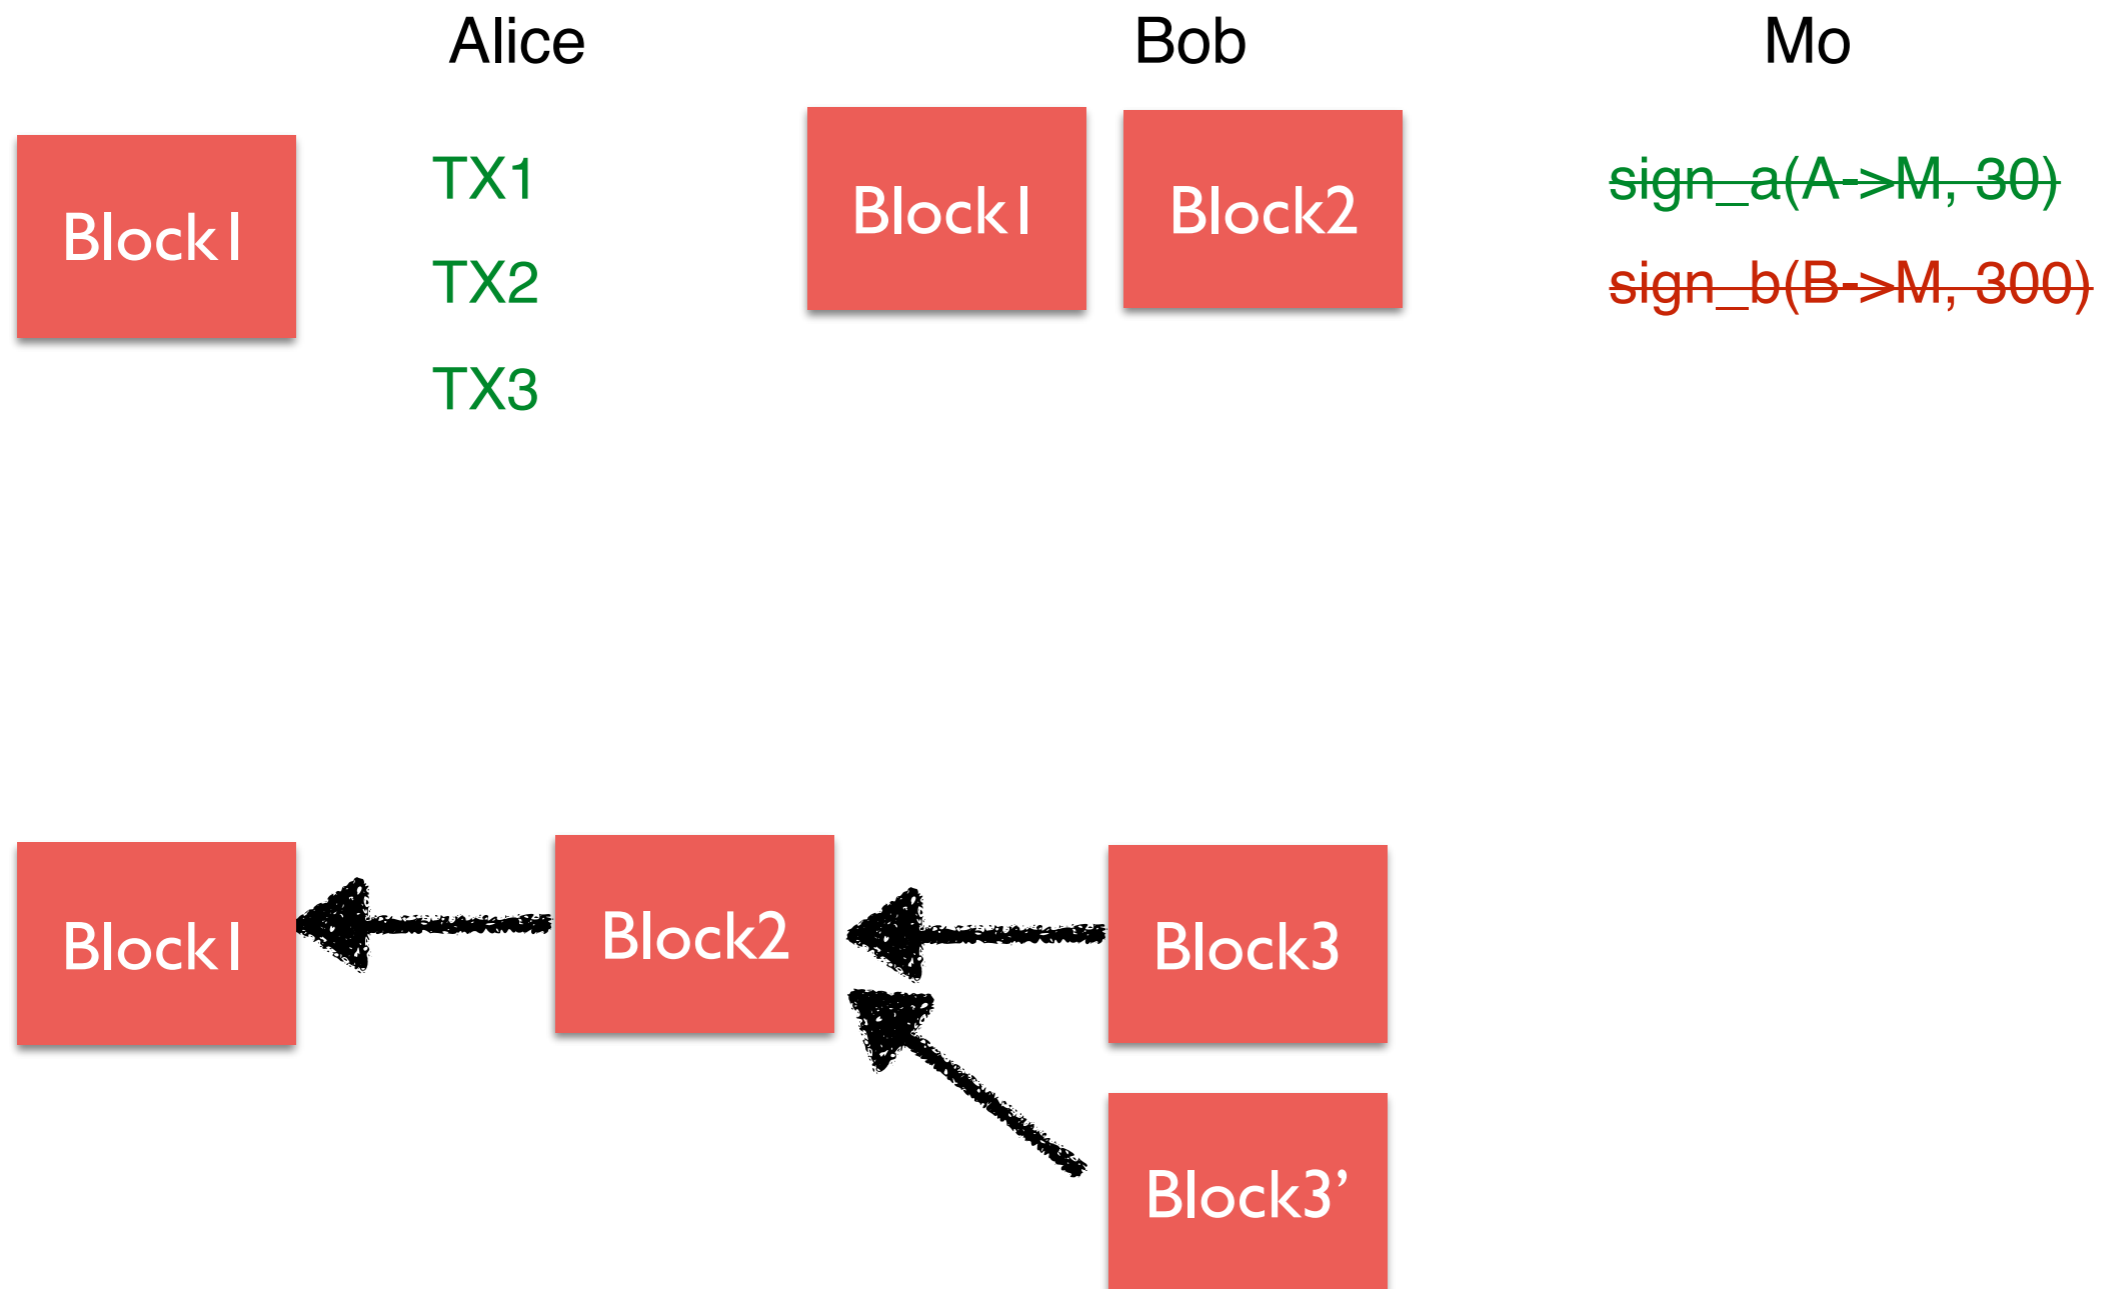 Alice
Bob
Mo
Block1
TX1
TX2
TX3
Block1
Block2
sign_a(A->M, 30)
sign_b(B->M, 300)
Block1
Block2
Block3
Block3’